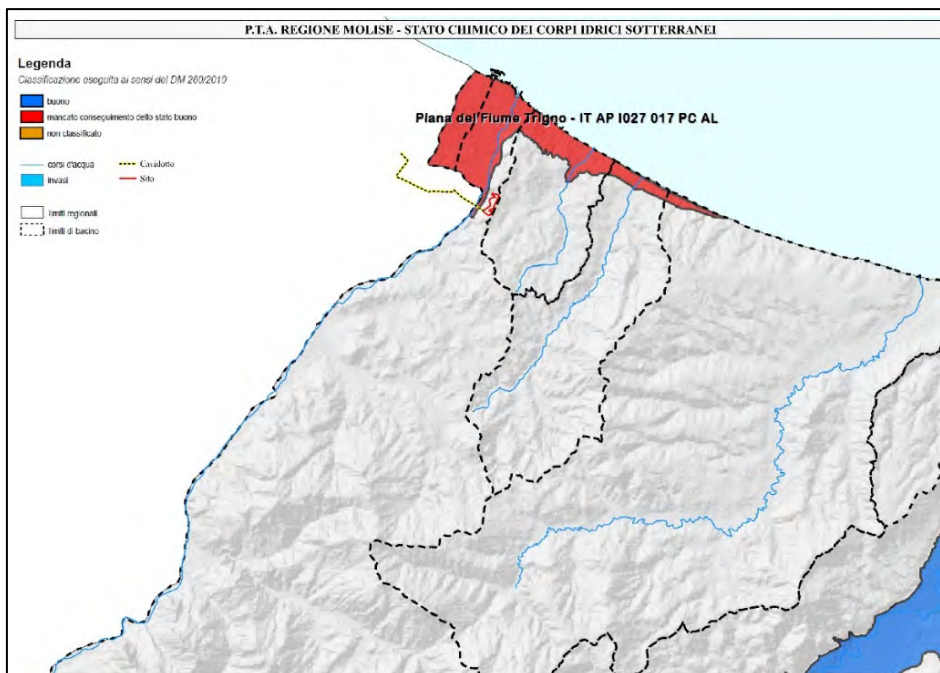 P.T.A. REGIONE MOLISE - STATO CHIMICO DEI CORPI IDRICI SOTTERRANEI
Legenda
Classificazione eseguita ai sensi del DM 260/2010
buono
mancato conseguimento dello stato buono
non classificato
corsi d'acqua
Cavidotto
invasi
Sito
limiti regionali
limiti di bacino
Piana del Fiume Trigno - IT AP I027 017 PC AL